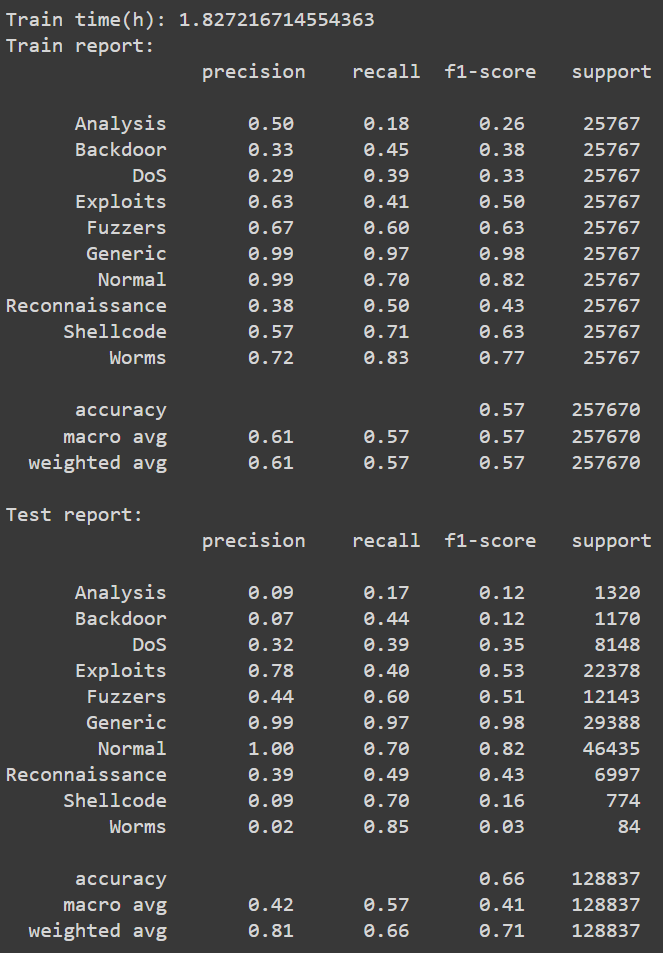 Train time(h): 1.827216714554363
Train report:
precision recall f1-score support
Analysis 0.50 0.18 0.26 25767
Backdoor 0.33 0.45 0.38 25767
DoS 0.29 0.39 0.33 25767
Exploits 0.63 0.41 0.50 25767
Fuzzers 0.67 0.60 0.63 25767
Generic 0.99 0.97 0.98 25767
Normal 0.99 0.70 0.82 25767
Reconnaissance 0.38 0.50 0.43 25767
Shellcode 0.57 0.71 0.63 25767
Worms 0.72 0.83 0.77 25767
accuracy 0.57 257670
macro avg 0.61 0.57 0.57 257670
weighted avg 0.61 0.57 0.57 257670
Test report:
precision recall f1-score support
Analysis 0.09 0.17 0.12 1320
Backdoor 0.07 0.44 0.12 1170
DoS 0.32 0.39 0.35 8148
Exploits 0.78 0.40 0.53 22378
Fuzzers 0.44 0.60 0.51 12143
Generic 0.99 0.97 0.98 29388
Normal 1.00 0.70 0.82 46435
Reconnaissance 0.39 0.49 0.43 6997
Shellcode 0.09 0.70 0.16 774
Worms 0.02 0.85 0.03 84
accuracy 0.66 128837
macro avg 0.42 0.57 0.41 128837
weighted avg 0.81 0.66 0.71 128837